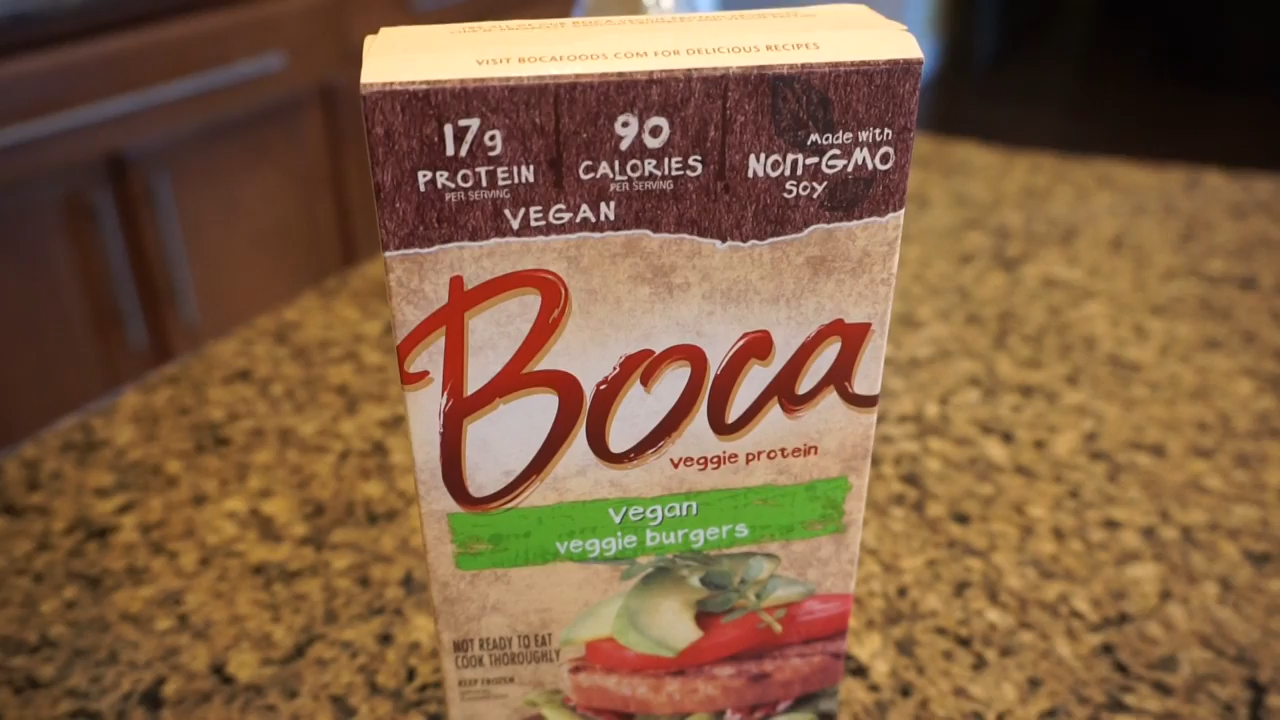 VISIT BOCAFOODS.COM FOR DELICIOUS RECIPES
17g
PROTEIN
PER SERVING
90
CALORIES
PER SERVING
Made with
NON-GMO
SOY
VEGAN
Boca
veggie protein
vegan
veggie burgers
NOT READY TO EAT
COOK THOROUGHLY
KEEP FROZEN